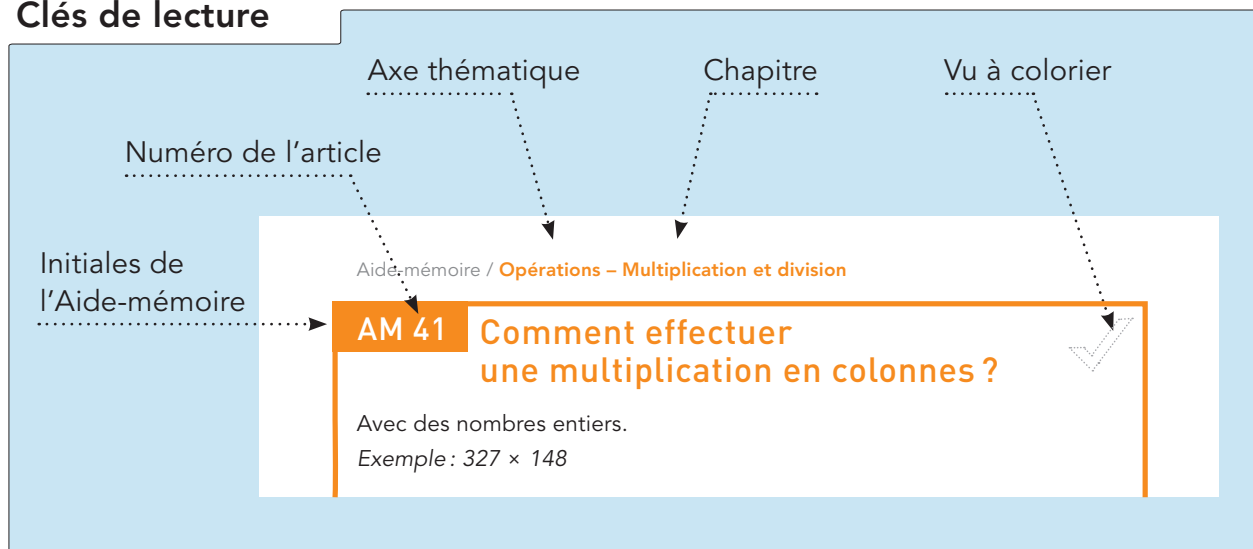 Clés de lecture
Axe thématique
Chapitre
Vu à colorier
Numéro de l'article
Initiales de
l'Aide-mémoire
Aide-mémoire / Opérations – Multiplication et division
AM 41
Comment effectuer
une multiplication en colonnes ?
Avec des nombres entiers.
Exemple : 327 × 148